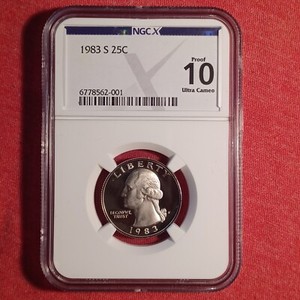 NGCX
1983 S 25C
Proof
10
Ultra Cameo
6778562-001
LIBERTY
IN GOD WE
TRUST
1983